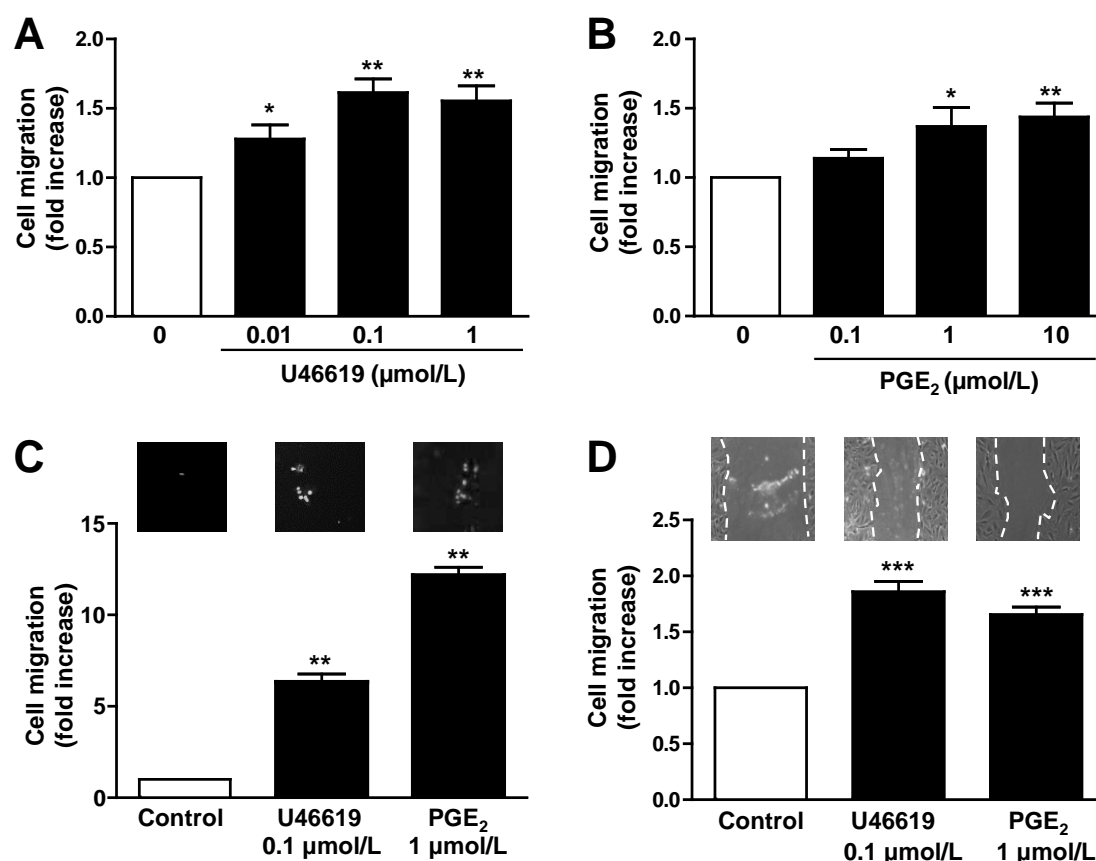 A
Cell migration
(fold increase)
2.0
1.5
1.0
0.5
0.0
*
**
**
0 0.01 0.1 1
U46619 (µmol/L)
B
Cell migration
(fold increase)
2.0
1.5
1.0
0.5
0.0
*
**
0 0.1 1 10
PGE₂ (µmol/L)
C
Cell migration
(fold increase)
15
10
5
0
**
**
Control U46619 PGE₂
0.1 µmol/L 1 µmol/L
D
Cell migration
(fold increase)
2.5
2.0
1.5
1.0
0.5
0.0
***
***
Control U46619 PGE₂
0.1 µmol/L 1 µmol/L